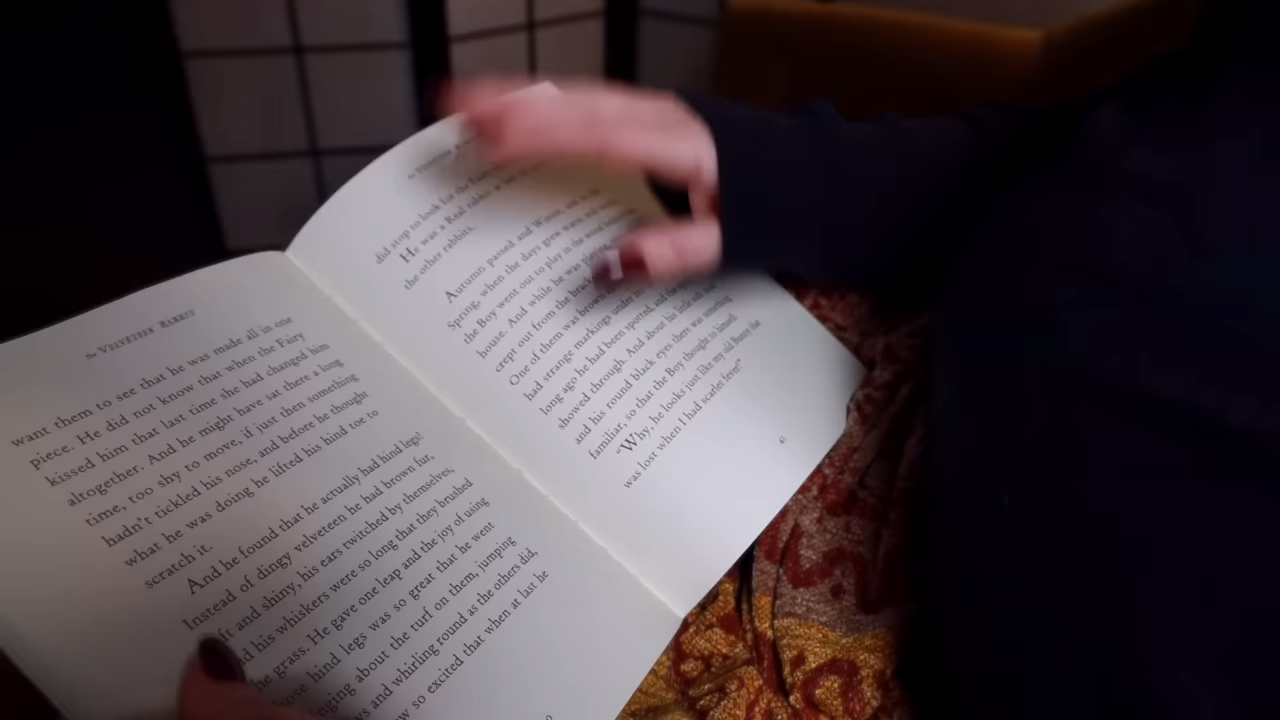 VELVETEEN RABBIT
want them to see that he was made all in one
piece. He did not know that when the Fairy
kissed him that last time she had changed him
altogether. And he might have sat there a long
time, too shy to move, if just then something
hadn't tickled his nose, and before he thought
what he was doing he lifted his hind toe to
scratch it.
And he found that he actually had hind legs!
Instead of dingy velveteen he had brown fur,
and shiny, his ears twitched by themselves,
his whiskers were so long that they brushed
grass. He gave one leap and the joy of using
hind legs was so great that he went
about the turf on them, jumping
and whirling round as the others did,
so excited that when at last he
did stop to look for the
He was a Real rabbit at
the other rabbits.
Autumn passed and Winter, and in the
Spring, when the days grew warm and
the Boy went out to play in the wood
house. And while he was playing,
crept out from the
One of them was brown
had strange markings under
long ago he had been spotted, and
showed through. And about his little soft
and his round black eyes there was something
familiar, so that the Boy thought to himself:
"Why, he looks just like my old Bunny that
was lost when I had scarlet fever!"